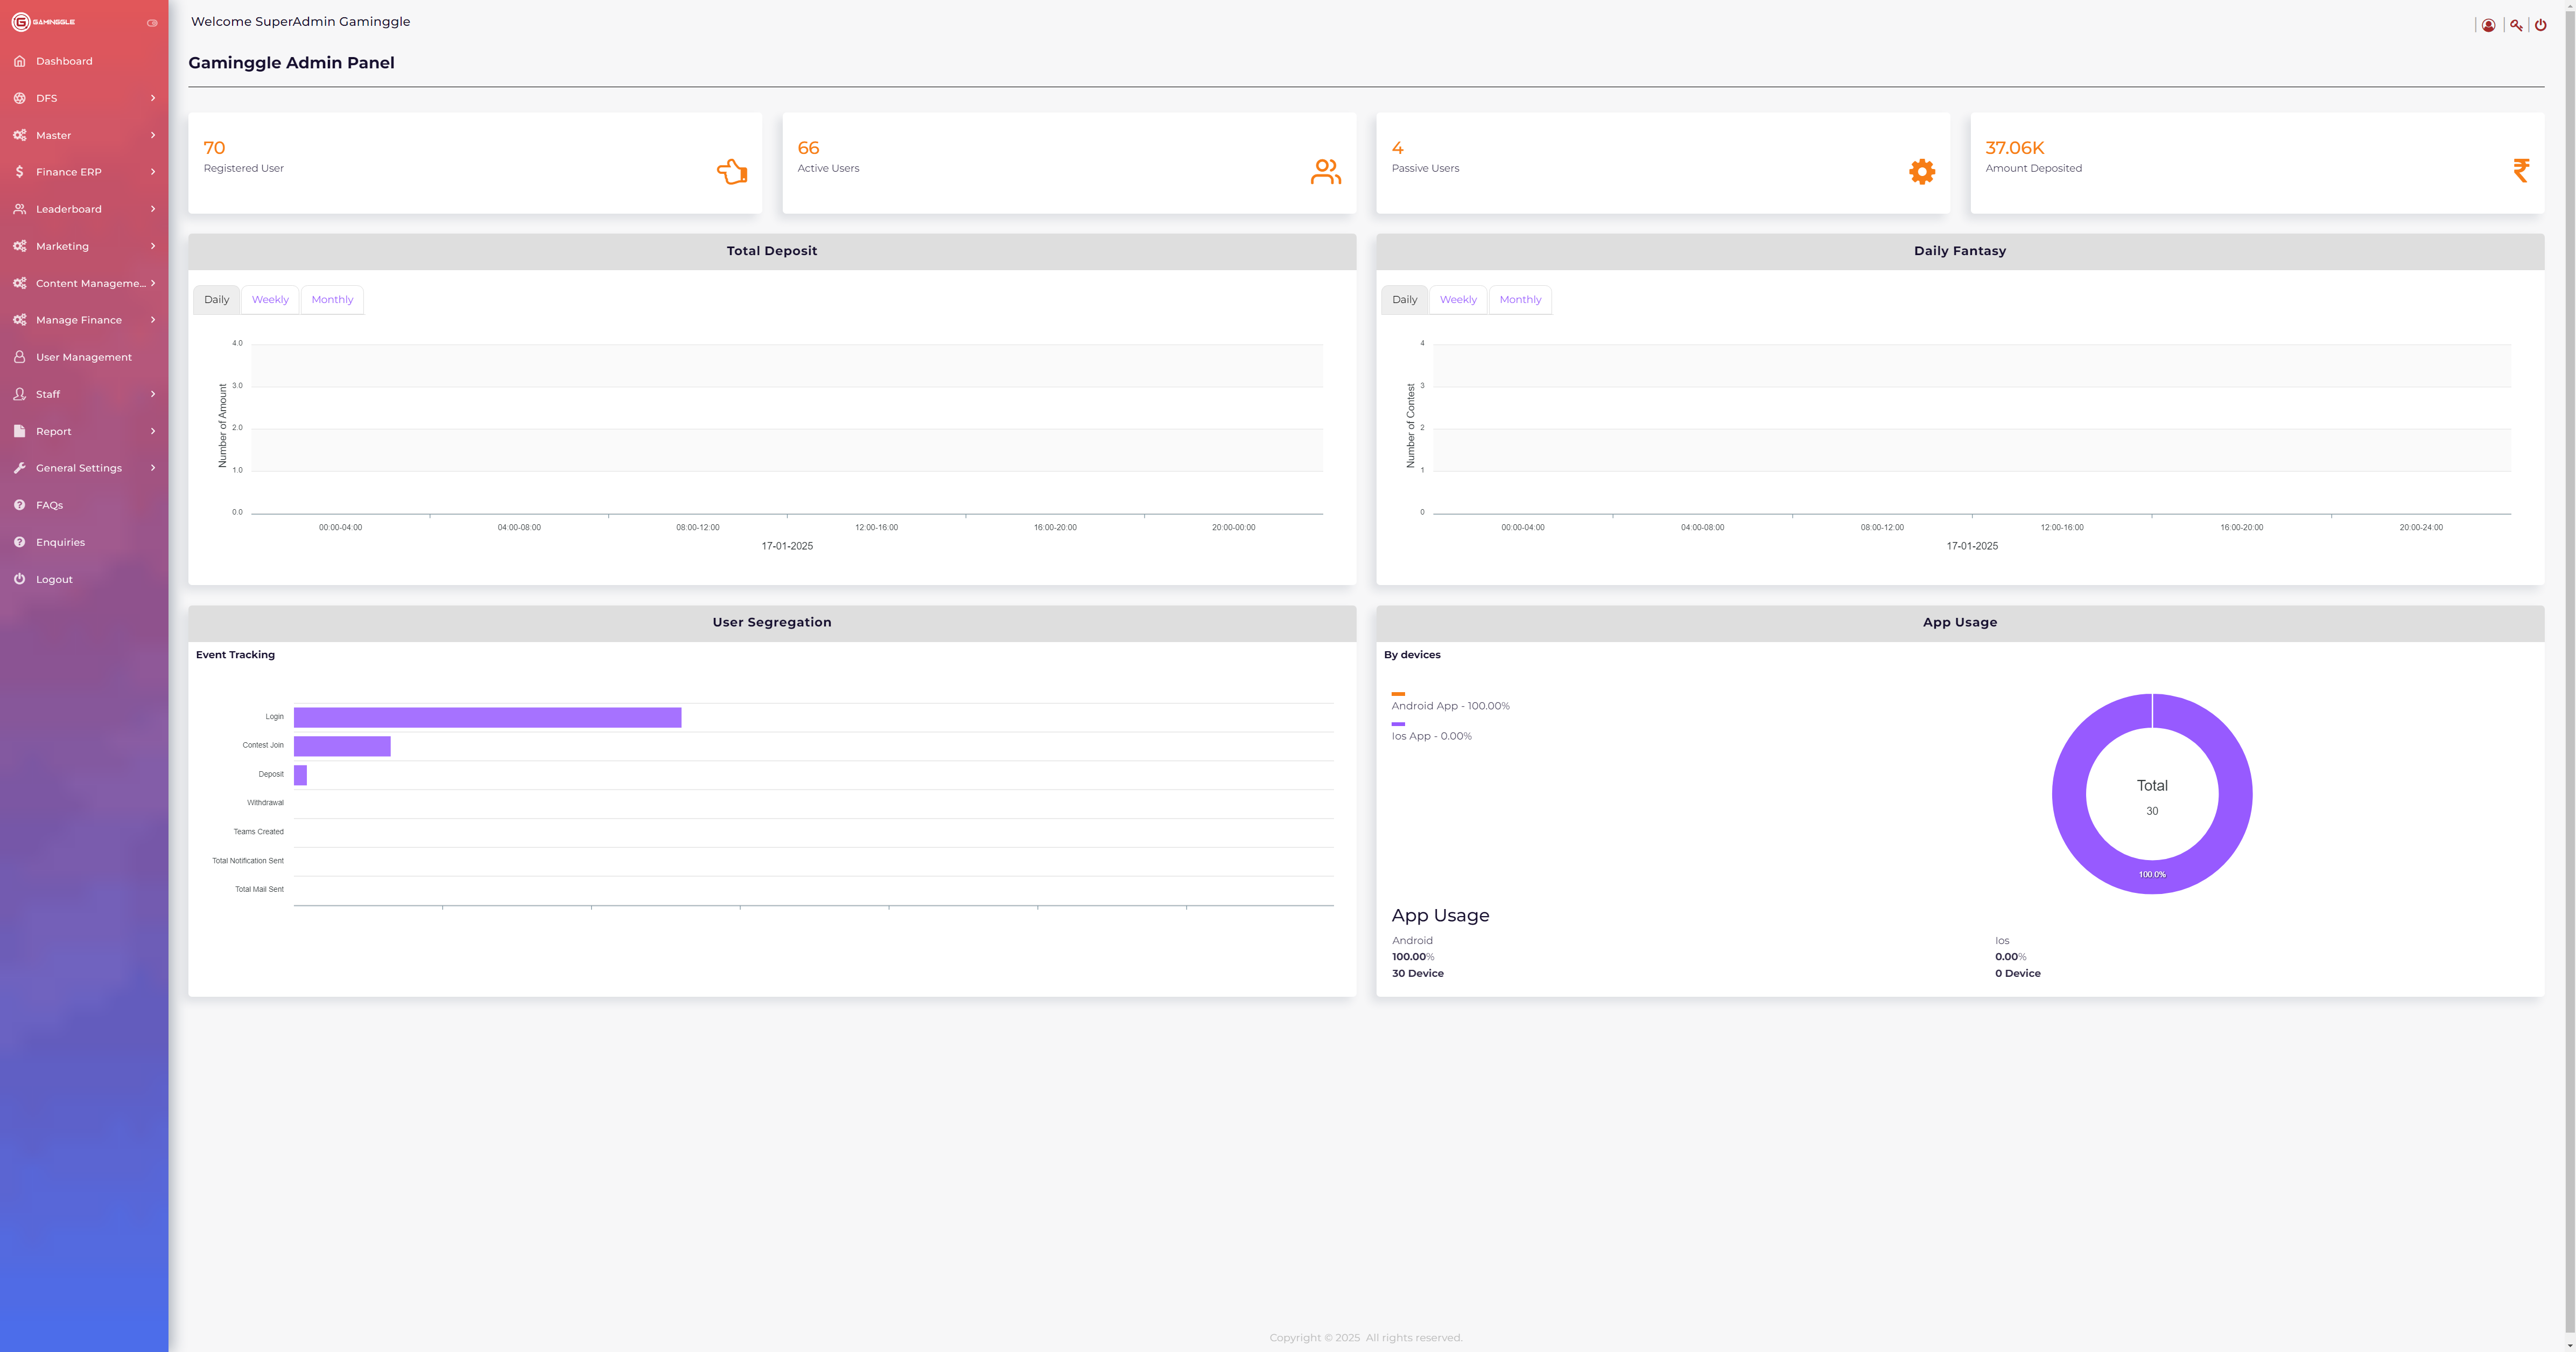 GAMINGGLE
Welcome SuperAdmin Gaminggle
Gaminggle Admin Panel
Dashboard
DFS
Master
Finance ERP
Leaderboard
Marketing
Content Manageme...
Manage Finance
User Management
Staff
Report
General Settings
FAQs
Enquiries
Logout
70
Registered User
66
Active Users
4
Passive Users
37.06K
Amount Deposited
Total Deposit
Daily Weekly Monthly
Number of Amount
4.0
3.0
2.0
1.0
0.0
00:00-04:00 04:00-08:00 08:00-12:00 12:00-16:00 16:00-20:00 20:00-00:00
17-01-2025
Daily Fantasy
Daily Weekly Monthly
Number of Contest
4
3
2
1
0
00:00-04:00 04:00-08:00 08:00-12:00 12:00-16:00 16:00-20:00 20:00-24:00
17-01-2025
User Segregation
Event Tracking
Login
Contest Join
Deposit
Withdrawal
Teams Created
Total Notification Sent
Total Mail Sent
App Usage
By devices
Android App - 100.00%
Ios App - 0.00%
Total
30
100.0%
App Usage
Android
100.00%
30 Device
Ios
0.00%
0 Device
Copyright © 2025 All rights reserved.